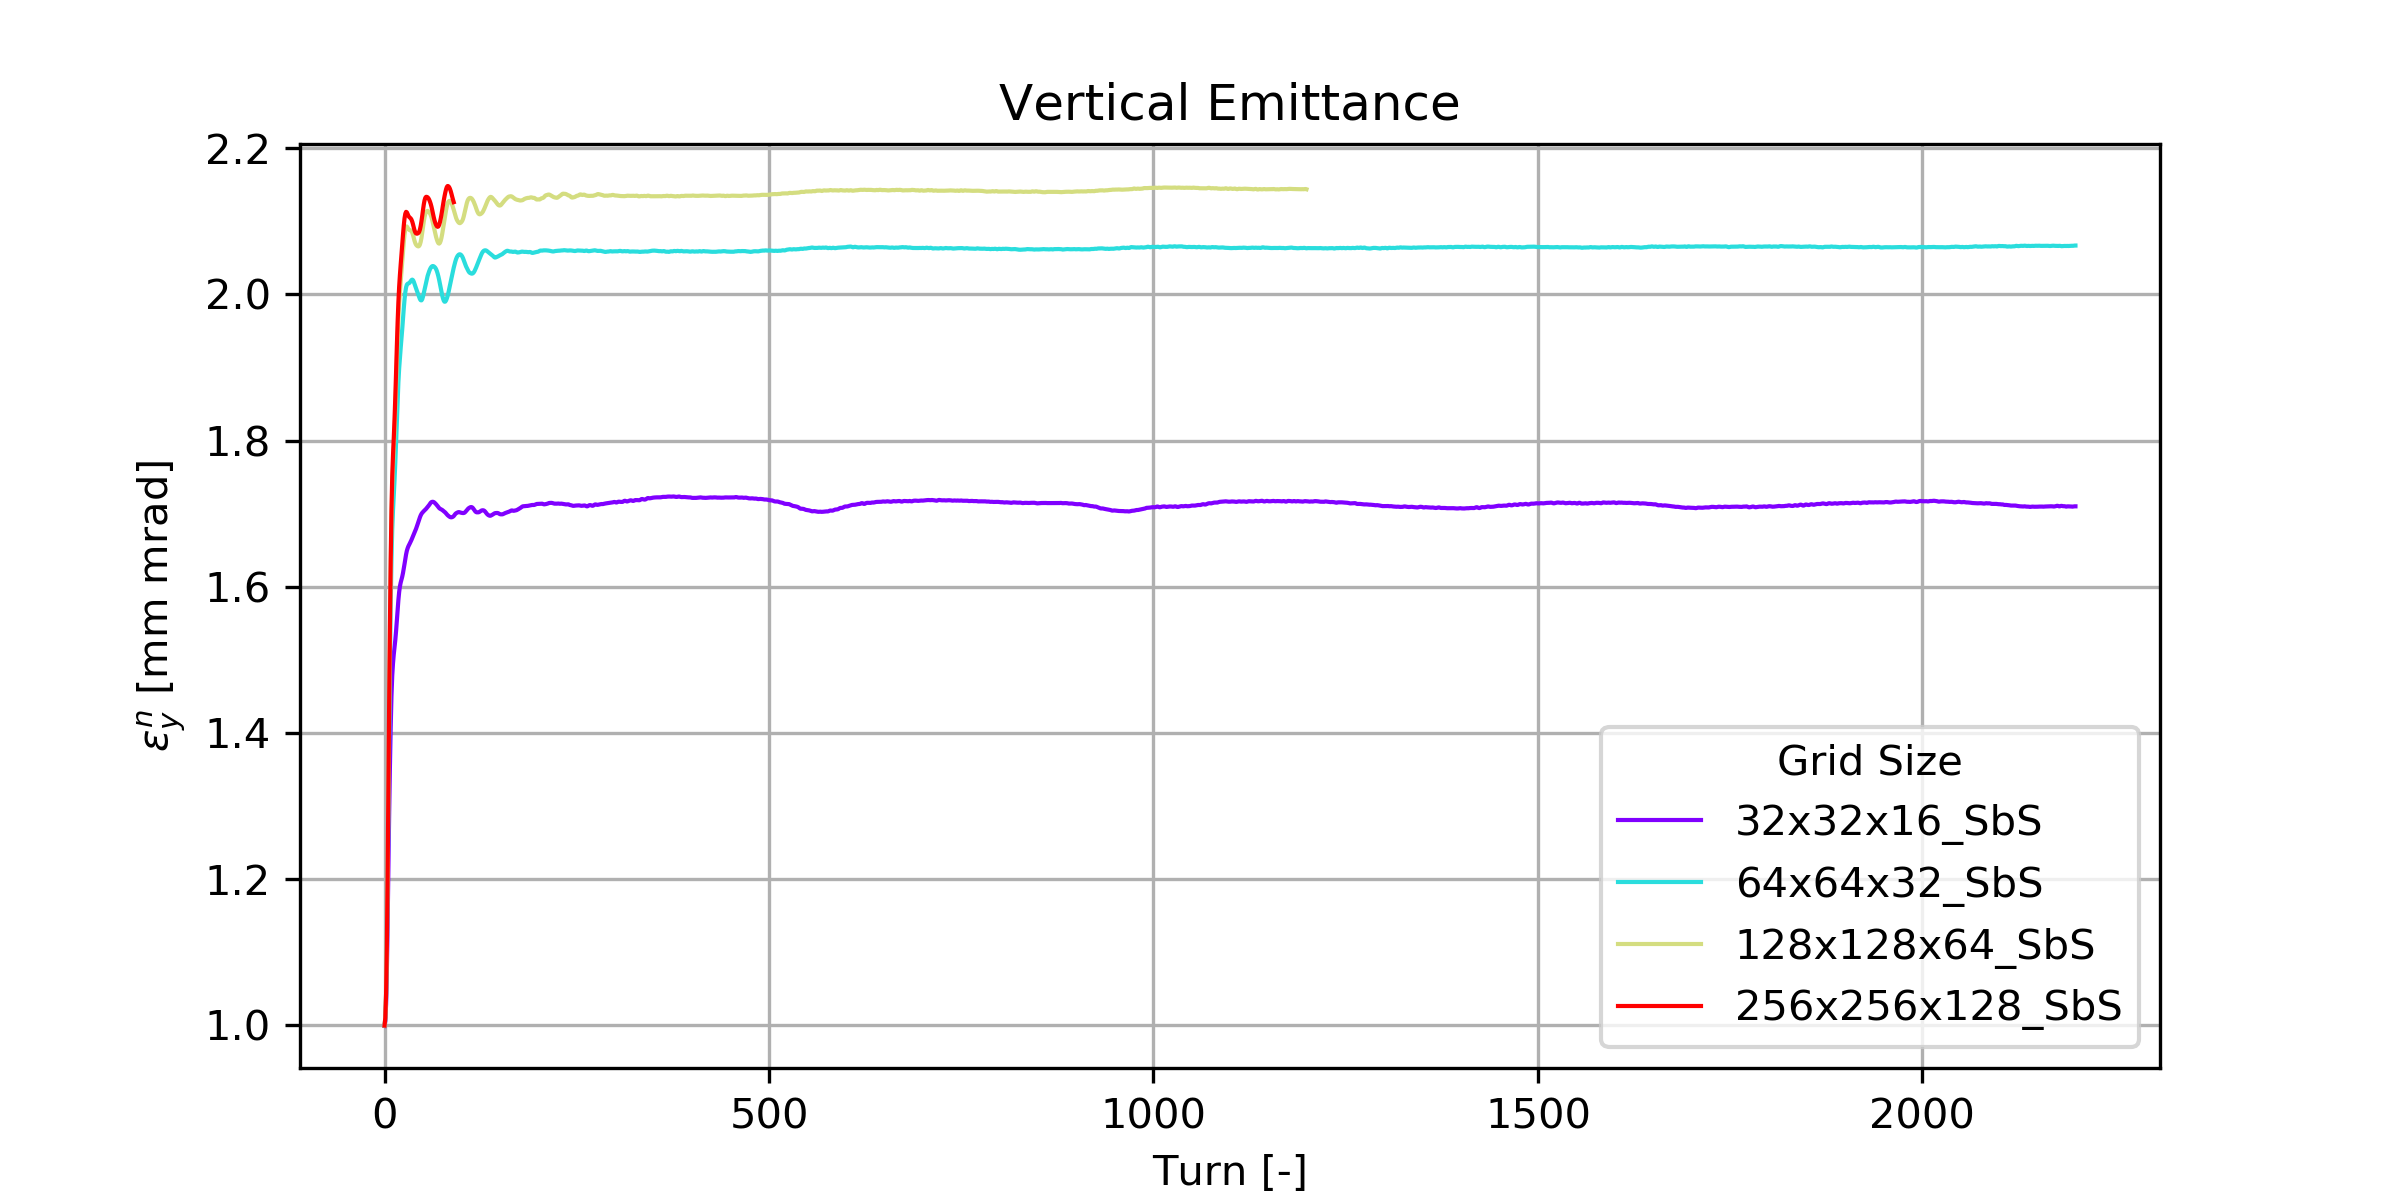 Vertical Emittance
2.2
2.0
1.8
1.6
1.4
1.2
1.0
εⁿᵧ [mm mrad]
0 500 1000 1500 2000
Turn [-]
Grid Size
32x32x16_SbS
64x64x32_SbS
128x128x64_SbS
256x256x128_SbS